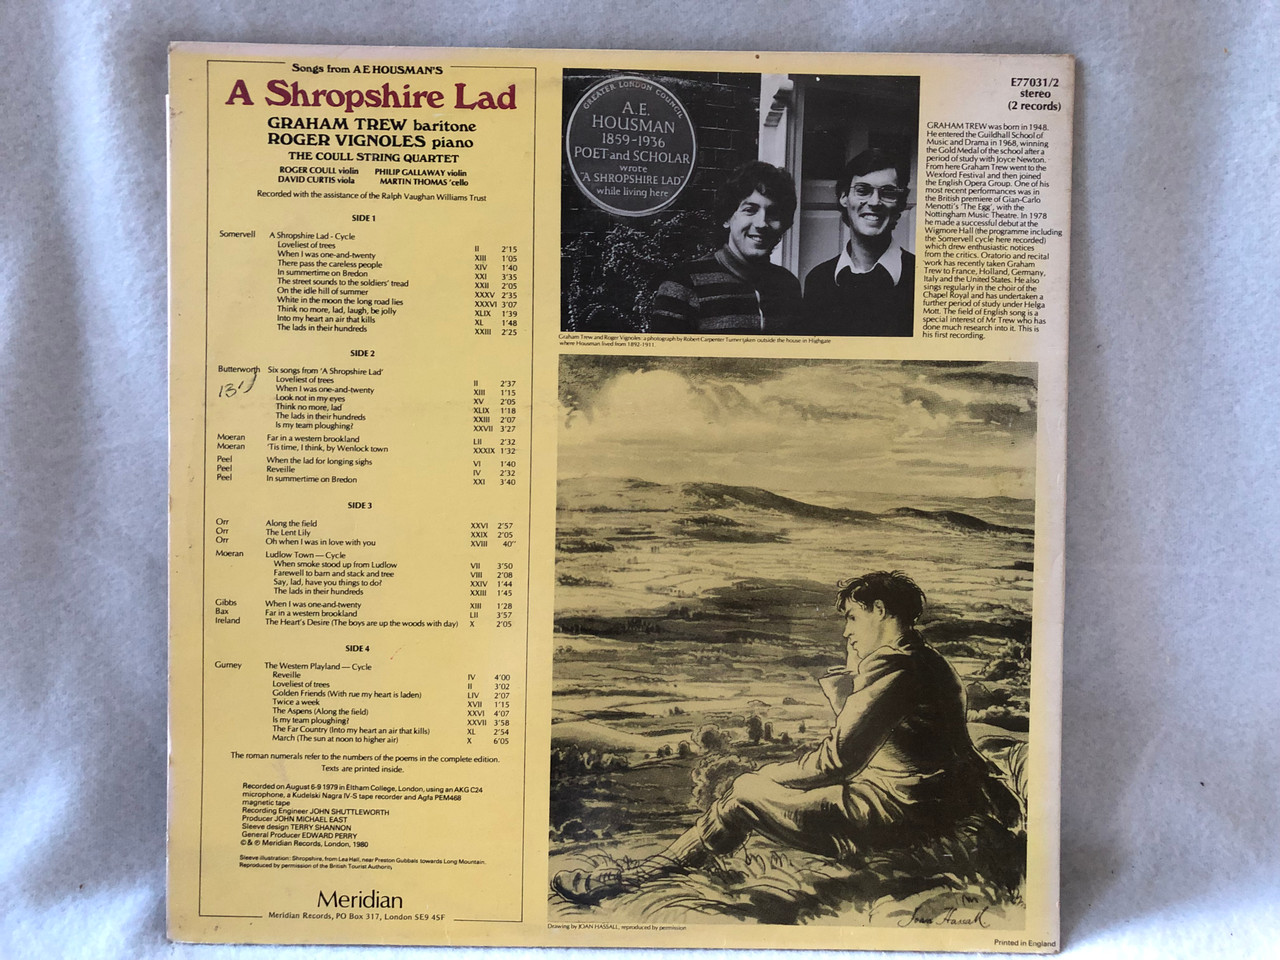 Songs from A E HOUSMAN'S
A Shropshire Lad
GRAHAM TREW baritone
ROGER VIGNOLES piano
THE COULL STRING QUARTET
ROGER COULL violin PHILIP GALLAWAY violin
DAVID CURTIS viola MARTIN THOMAS 'cello
Recorded with the assistance of the Ralph Vaughan Williams Trust
SIDE 1
Somervell A Shropshire Lad - Cycle
Loveliest of trees II 2'15
When I was one-and-twenty XIII 1'05
There pass the careless people XIV 1'40
In summertime on Bredon XXI 3'35
The street sounds to the soldiers' tread XXII 2'05
On the idle hill of summer XXXV 2'35
White in the moon the long road lies XXXVI 3'07
Think no more, lad, laugh, be jolly XLIX 1'39
Into my heart an air that kills XL 1'48
The lads in their hundreds XXIII 2'25
SIDE 2
Butterworth Six songs from 'A Shropshire Lad'
13'
Loveliest of trees II 2'37
When I was one-and-twenty XIII 1'15
Look not in my eyes XV 2'05
Think no more, lad XLIX 1'18
The lads in their hundreds XXIII 2'07
Is my team ploughing? XXVII 3'27
Moeran Far in a western brookland LII 2'32
Moeran 'Tis time, I think, by Wenlock town XXXIX 1'32
Peel When the lad for longing sighs VI 1'40
Peel Reveille IV 2'32
Peel In summertime on Bredon XXI 3'40
SIDE 3
Orr Along the field XXVI 2'57
Orr The Lent Lily XXIX 2'05
Orr Oh when I was in love with you XVIII 40"
Moeran Ludlow Town — Cycle
When smoke stood up from Ludlow VII 3'50
Farewell to barn and stack and tree VIII 2'08
Say, lad, have you things to do? XXIV 1'44
The lads in their hundreds XXIII 1'45
Gibbs When I was one-and-twenty XIII 1'28
Bax Far in a western brookland LII 3'57
Ireland The Heart's Desire (The boys are up the woods with day) X 2'05
SIDE 4
Gurney The Western Playland — Cycle
Reveille IV 4'00
Loveliest of trees II 3'02
Golden Friends (With rue my heart is laden) LIV 2'07
Twice a week XVII 1'15
The Aspens (Along the field) XXVI 4'07
Is my team ploughing? XXVII 3'58
The Far Country (Into my heart an air that kills) XL 2'54
March (The sun at noon to higher air) X 6'05
The roman numerals refer to the numbers of the poems in the complete edition.
Texts are printed inside.
Recorded on August 6-9 1979 in Eltham College, London, using an AKG C24
microphone, a Kudelski Nagra IV-S tape recorder and Agfa PEM468
magnetic tape
Recording Engineer JOHN SHUTTLEWORTH
Producer JOHN MICHAEL EAST
Sleeve design TERRY SHANNON
General Producer EDWARD PERRY
© & ℗ Meridian Records, London, 1980
Sleeve illustration: Shropshire, from Lea Hall, near Preston Gubbals towards Long Mountain.
Reproduced by permission of the British Tourist Authority.
Meridian
Meridian Records, PO Box 317, London SE9 4SF
GREATER LONDON COUNCIL
A.E.
HOUSMAN
1859-1936
POET and SCHOLAR
wrote
"A SHROPSHIRE LAD"
while living here
Graham Trew and Roger Vignoles: a photograph by Robert Carpenter Turner taken outside the house in Highgate
where Housman lived from 1892-1911.
E77031/2
stereo
(2 records)
GRAHAM TREW was born in 1948.
He entered the Guildhall School of
Music and Drama in 1968, winning
the Gold Medal of the school after a
period of study with Joyce Newton.
From here Graham Trew went to the
Wexford Festival and then joined
the English Opera Group. One of his
most recent performances was in
the British premiere of Gian-Carlo
Menotti's 'The Egg', with the
Nottingham Music Theatre. In 1978
he made a successful debut at the
Wigmore Hall (the programme including
the Somervell cycle here recorded)
which drew enthusiastic notices
from the critics. Oratorio and recital
work has recently taken Graham
Trew to France, Holland, Germany,
Italy and the United States. He also
sings regularly in the choir of the
Chapel Royal and has undertaken a
further period of study under Helga
Mott. The field of English song is a
special interest of Mr Trew who has
done much research into it. This is
his first recording.
Joan Hassall.
Drawing by JOAN HASSALL, reproduced by permission
Printed in England